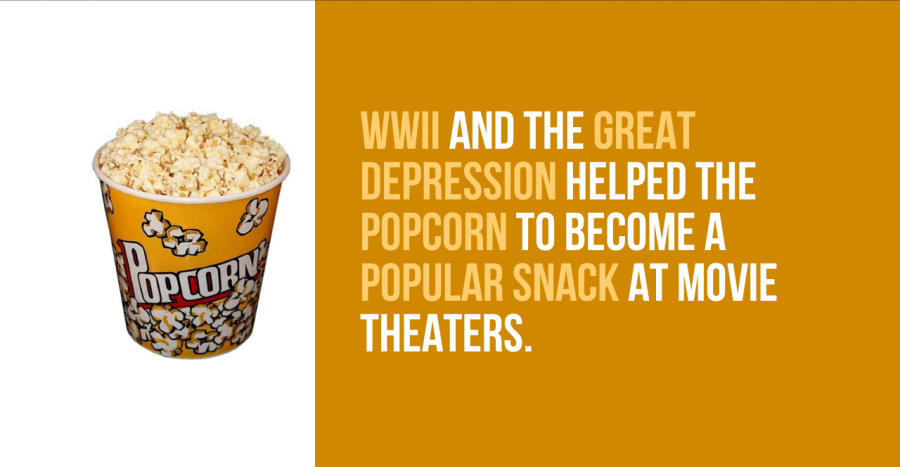 POPCORN
WWII AND THE GREAT
DEPRESSION HELPED THE
POPCORN TO BECOME A
POPULAR SNACK AT MOVIE
THEATERS.